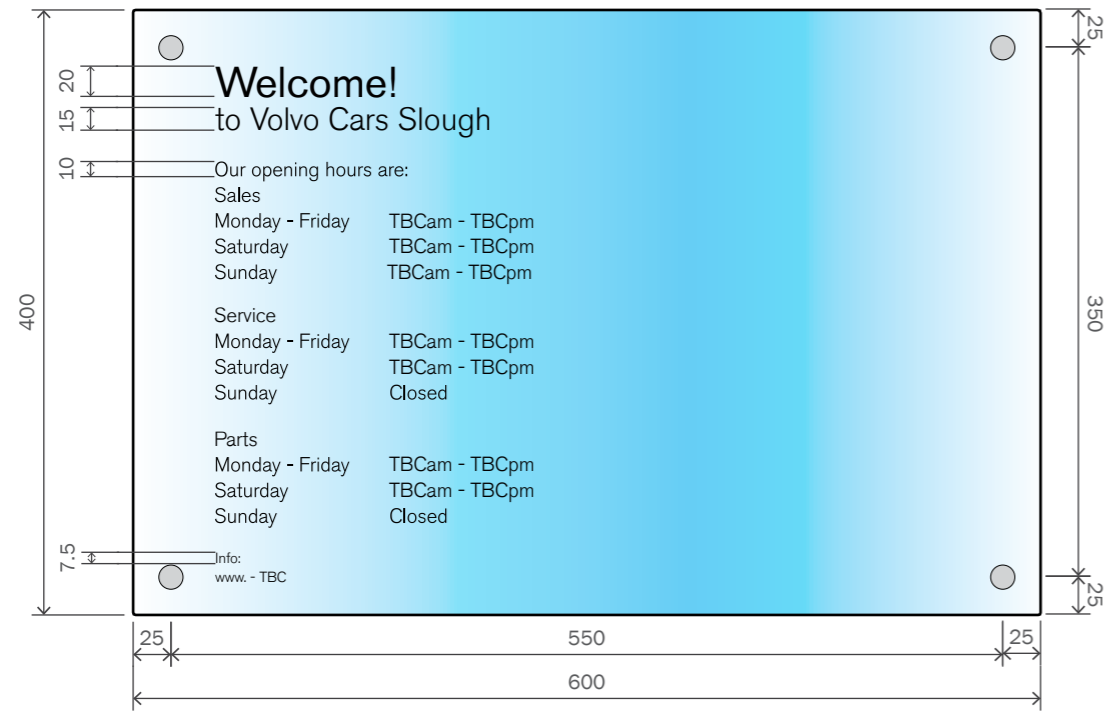 25
20
Welcome!
15
to Volvo Cars Slough
10
Our opening hours are:
Sales
Monday - Friday TBCam - TBCpm
Saturday TBCam - TBCpm
Sunday TBCam - TBCpm
400
350
Service
Monday - Friday TBCam - TBCpm
Saturday TBCam - TBCpm
Sunday Closed
Parts
Monday - Friday TBCam - TBCpm
Saturday TBCam - TBCpm
Sunday Closed
7.5
Info:
www. - TBC
25
25 550 25
600